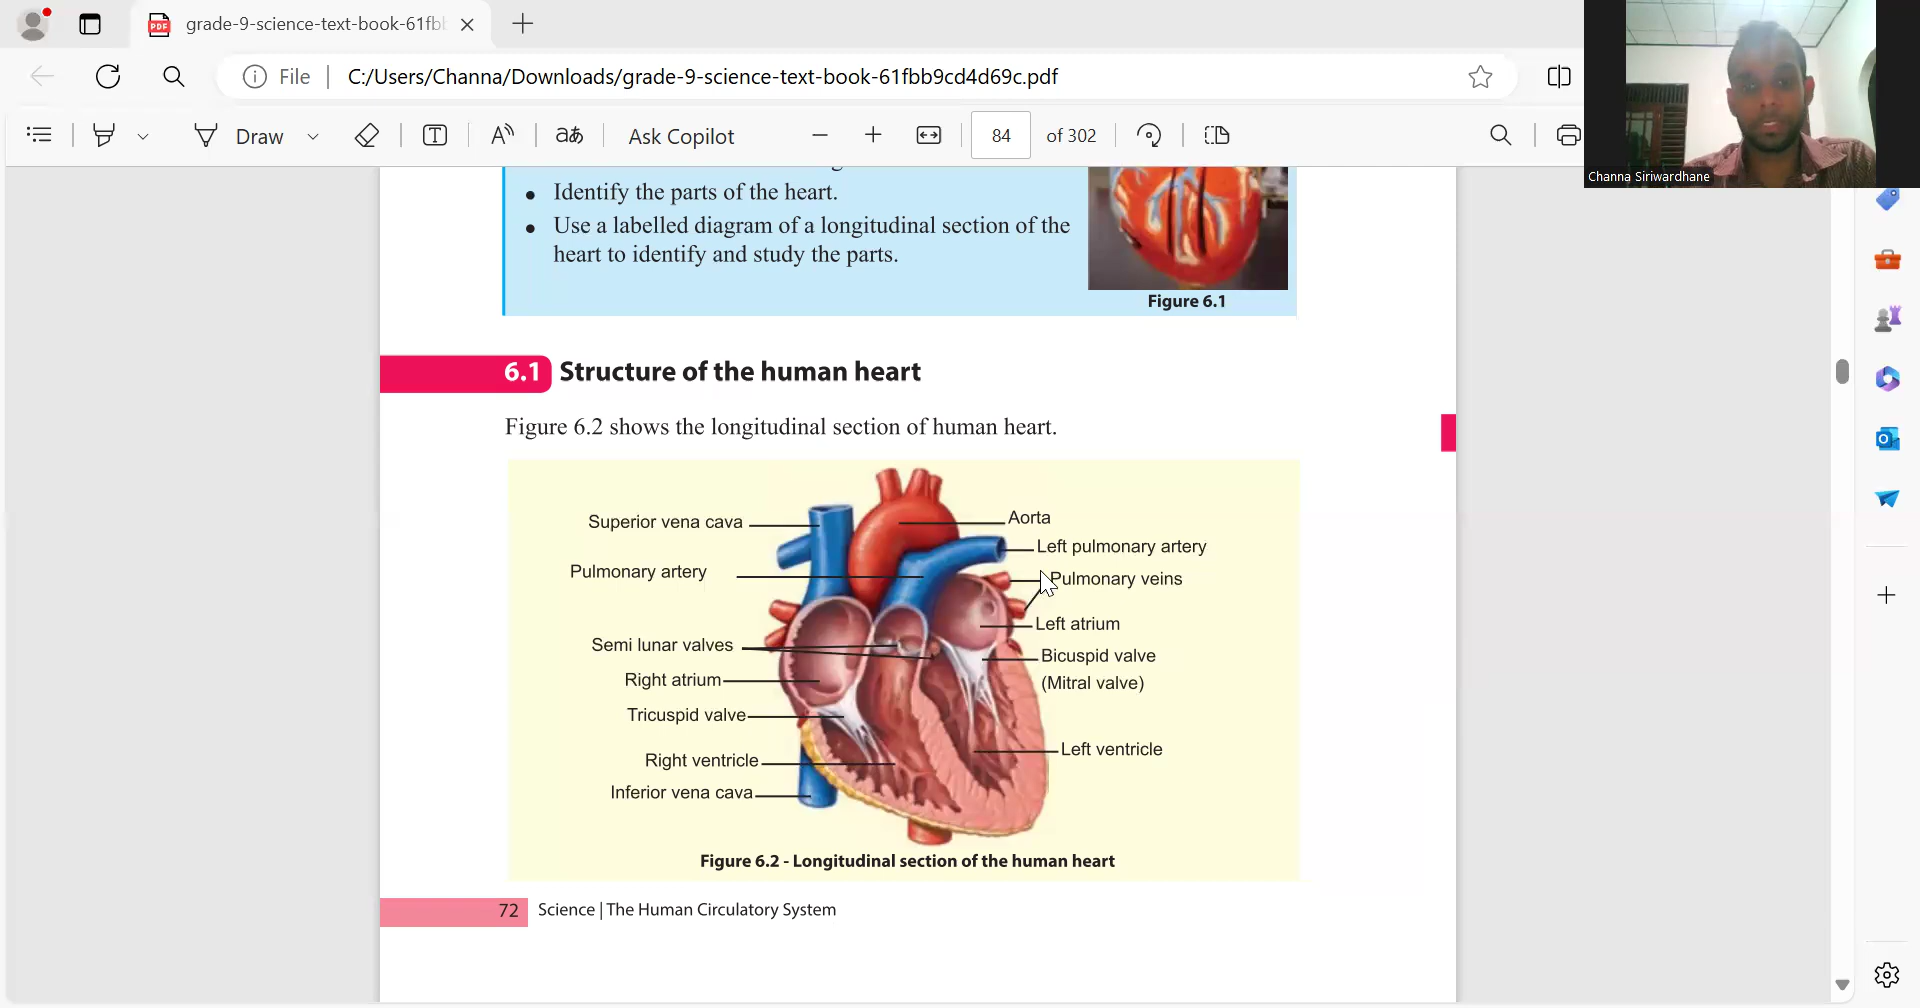 grade-9-science-text-book-61fb
File
C:/Users/Channa/Downloads/grade-9-science-text-book-61fbb9cd4d69c.pdf
Draw
Ask Copilot
84 of 302
Channa Siriwardhane
• Identify the parts of the heart.
• Use a labelled diagram of a longitudinal section of the
heart to identify and study the parts.
Figure 6.1
6.1 Structure of the human heart
Figure 6.2 shows the longitudinal section of human heart.
Superior vena cava
Aorta
Left pulmonary artery
Pulmonary artery
Pulmonary veins
Left atrium
Semi lunar valves
Bicuspid valve
(Mitral valve)
Right atrium
Tricuspid valve
Left ventricle
Right ventricle
Inferior vena cava
Figure 6.2 - Longitudinal section of the human heart
72 Science | The Human Circulatory System